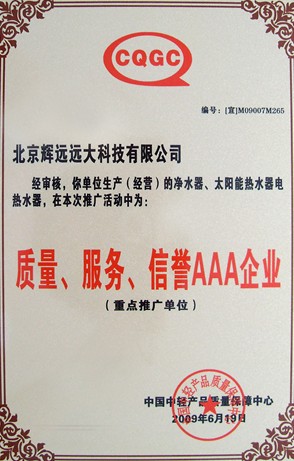 CQGC
编号：[宣]M09007M265
北京辉远远大科技有限公司
经审核，你单位生产（经营）的净水器、太阳能热水器电
热水器，在本次推广活动中为：
质量、服务、信誉AAA企业
（重点推广单位）
中国中轻产品质量保障中心
2009年6月19日